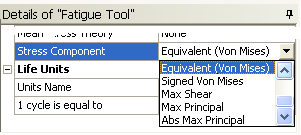 Details of "Fatigue Tool"
Theory None
Stress Component Equivalent (Von Mises)
Life Units
Units Name
1 cycle is equal to
Equivalent (Von Mises)
Signed Von Mises
Max Shear
Max Principal
Abs Max Principal